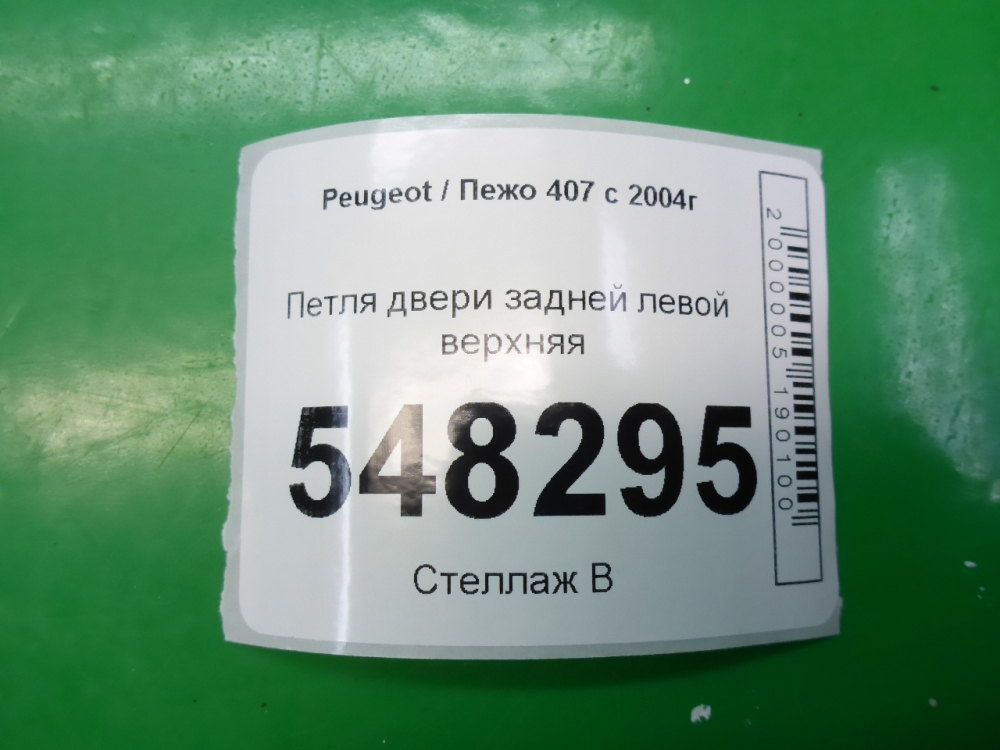 Peugeot / Пежо 407 с 2004г
Петля двери задней левой
верхняя
548295
Стеллаж В
2000005190100